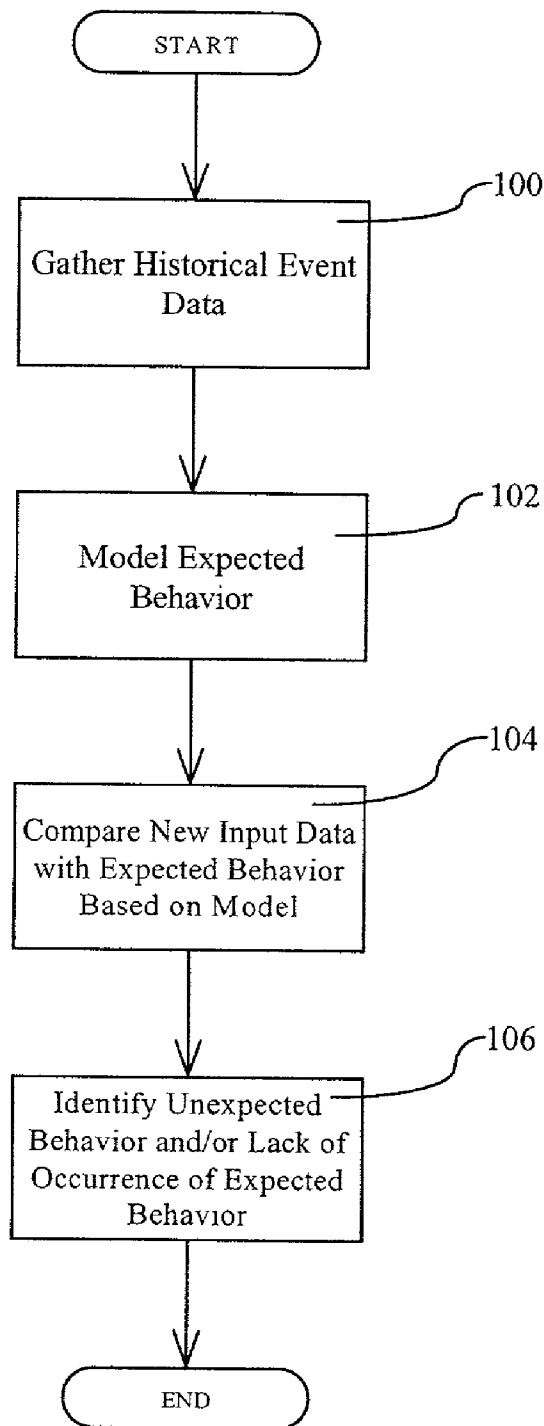 START
100
Gather Historical Event
Data
102
Model Expected
Behavior
104
Compare New Input Data
with Expected Behavior
Based on Model
106
Identify Unexpected
Behavior and/or Lack of
Occurrence of Expected
Behavior
END